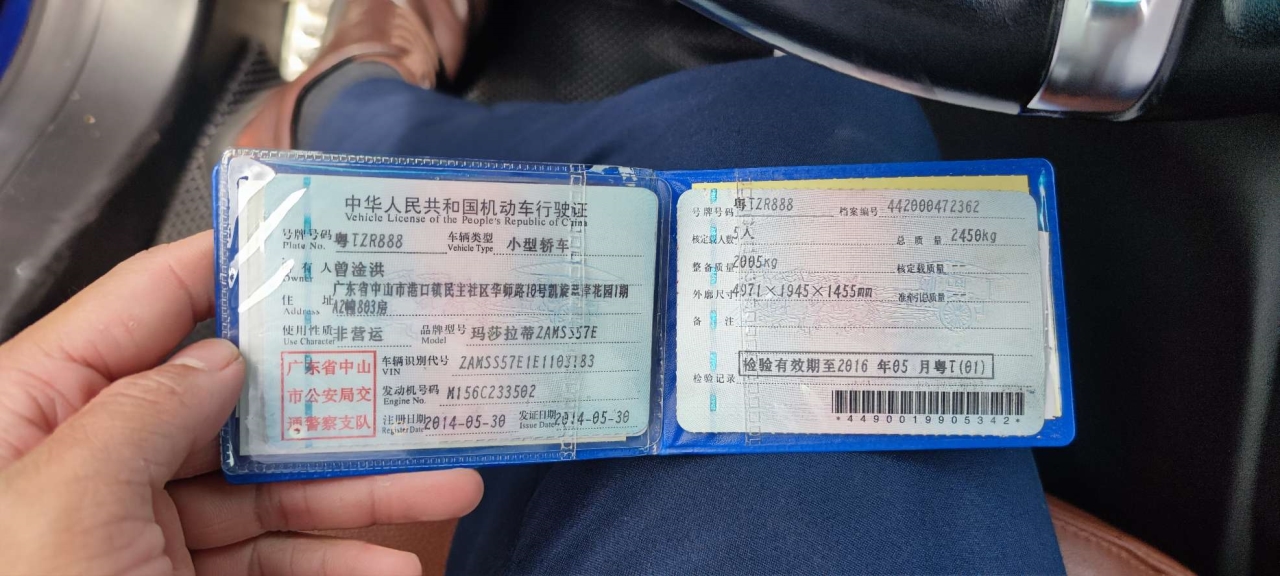 中华人民共和国机动车行驶证
Vehicle License of the People's Republic of China
号牌号码 粤TZR888 车辆类型 小型轿车
Plate No. Vehicle Type
所有人 曾淦洪
Owner
住址 广东省中山市港口镇民主社区华师路19号凯旋三岸花园1期
Address A2幢803房
使用性质 非营运 品牌型号 玛莎拉蒂ZAMSS57E
Use Character Model
车辆识别代号 ZAMSS57E1E1103183
VIN
发动机号码 M156C233502
Engine No.
注册日期 2014-05-30 发证日期 2014-05-30
Register Date Issue Date
广东省中山
市公安局交
通警察支队
号牌号码 粤TZR888 档案编号 442000472362
核定载人数 5人 总质量 2450kg
整备质量 2005kg 核定载质量 --
外廓尺寸 4971×1945×1455mm 准牵引总质量 --
备注
检验记录 检验有效期至2016 年05 月粤T(01)
*4490019905342*